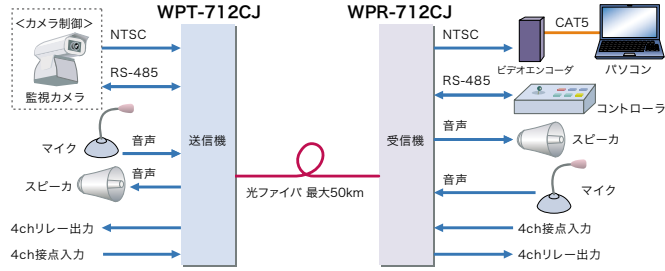 WPT-712CJ
WPR-712CJ
<カメラ制御>
監視カメラ
NTSC
RS-485
マイク
音声
スピーカ
音声
4chリレー出力
4ch接点入力
送信機
光ファイバ 最大50km
受信機
NTSC
CAT5
ビデオエンコーダ
パソコン
RS-485
コントローラ
音声
スピーカ
音声
マイク
4ch接点入力
4chリレー出力